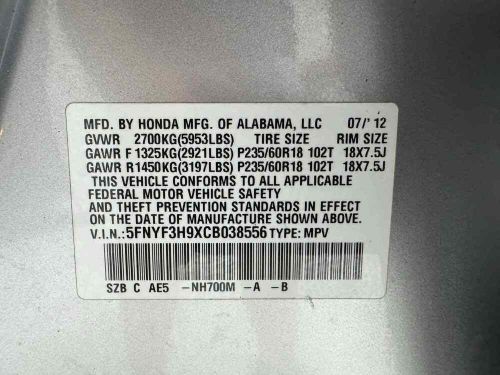 MFD. BY HONDA MFG. OF ALABAMA, LLC 07/'12
GVWR 2700KG(5953LBS) TIRE SIZE RIM SIZE
GAWR F 1325KG(2921LBS) P235/60R18 102T 18X7.5J
GAWR R1450KG(3197LBS) P235/60R18 102T 18X7.5J
THIS VEHICLE CONFORMS TO ALL APPLICABLE
FEDERAL MOTOR VEHICLE SAFETY
AND THEFT PREVENTION STANDARDS IN EFFECT
ON THE DATE OF MANUFACTURE SHOWN ABOVE.
V.I.N.: 5FNYF3H9XCB038556 TYPE: MPV
SZB C AE5 -NH700M -A -B